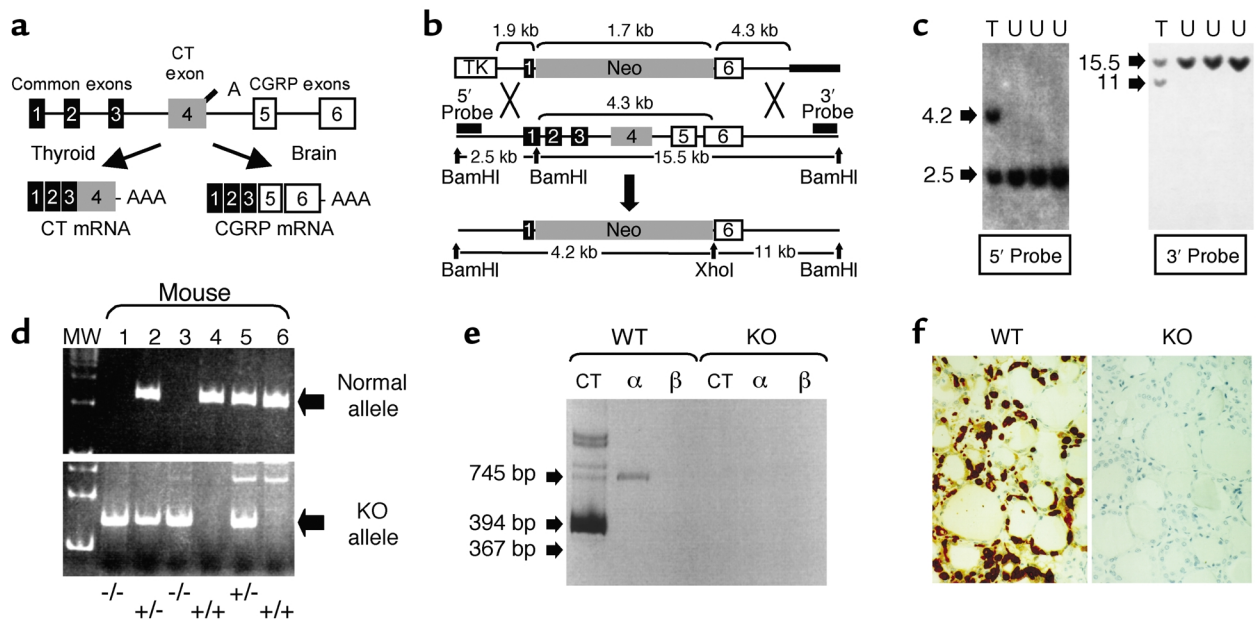 a
CT
exon
A
Common exons
CGRP exons
1 2 3 4 5 6
Thyroid
Brain
1 2 3 4 - AAA
1 2 3 5 6 - AAA
CT mRNA
CGRP mRNA
b
1.9 kb 1.7 kb 4.3 kb
TK 1 Neo 6
5′
Probe
4.3 kb
3′
Probe
1 2 3 4 5 6
2.5 kb 15.5 kb
BamHI BamHI BamHI
1 Neo 6
4.2 kb 11 kb
BamHI XhoI BamHI
c
T U U U
4.2
2.5
5′ Probe
T U U U
15.5
11
3′ Probe
d
Mouse
MW 1 2 3 4 5 6
Normal
allele
KO
allele
-/- +/- -/- +/+ +/- +/+
e
WT KO
CT α β CT α β
745 bp
394 bp
367 bp
f
WT KO